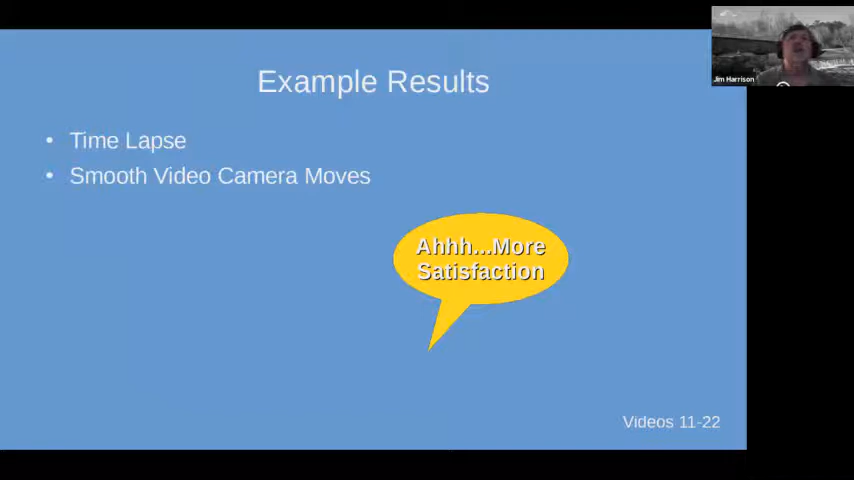 Example Results
• Time Lapse
• Smooth Video Camera Moves
Ahhh...More
Satisfaction
Videos 11-22
Jim Harrison